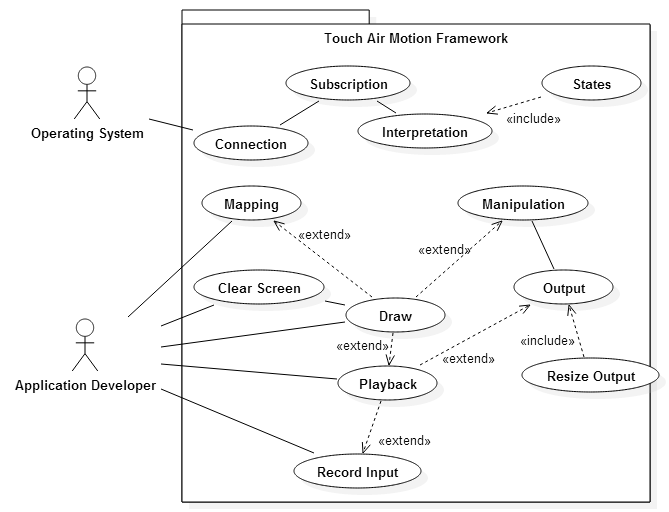 Touch Air Motion Framework
Subscription
States
Operating System
Connection
Interpretation
«include»
Mapping
Manipulation
«extend»
«extend»
Clear Screen
Output
Draw
Application Developer
«extend»
«extend»
«include»
Playback
Resize Output
«extend»
Record Input